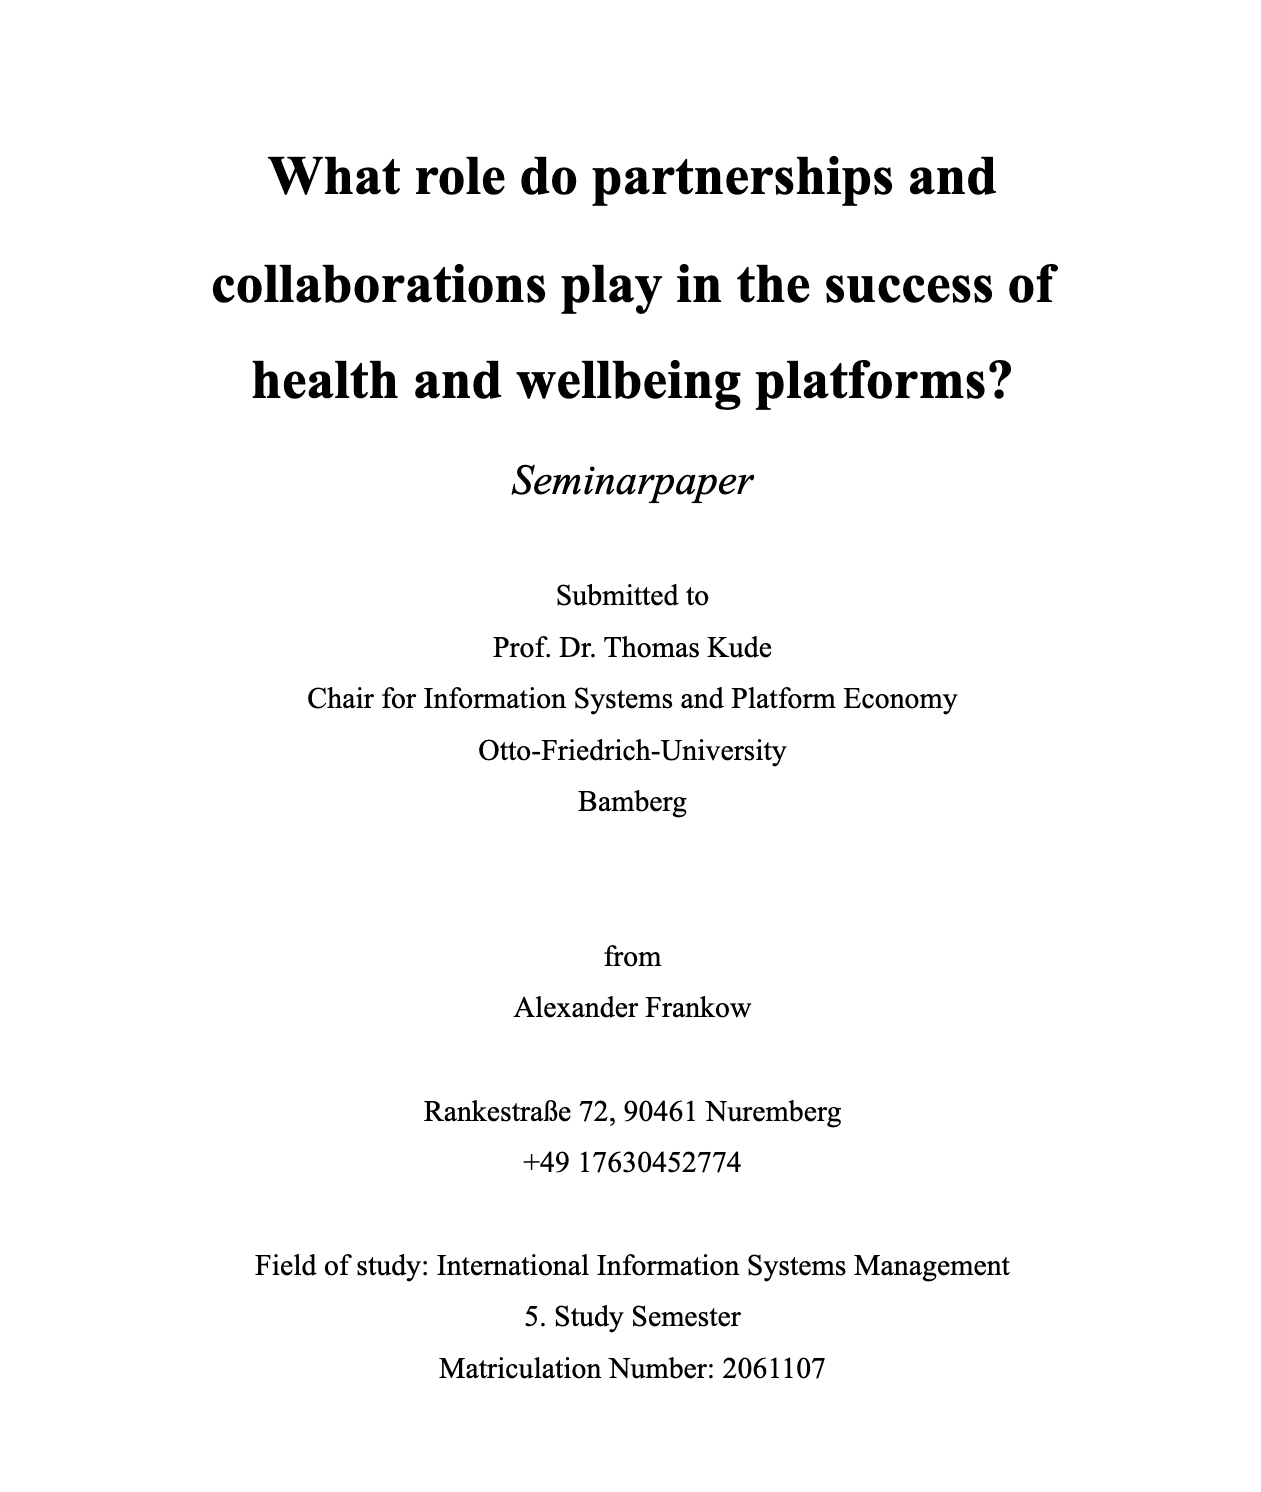 What role do partnerships and
collaborations play in the success of
health and wellbeing platforms?
Seminarpaper
Submitted to
Prof. Dr. Thomas Kude
Chair for Information Systems and Platform Economy
Otto-Friedrich-University
Bamberg
from
Alexander Frankow
Rankestraße 72, 90461 Nuremberg
+49 17630452774
Field of study: International Information Systems Management
5. Study Semester
Matriculation Number: 2061107